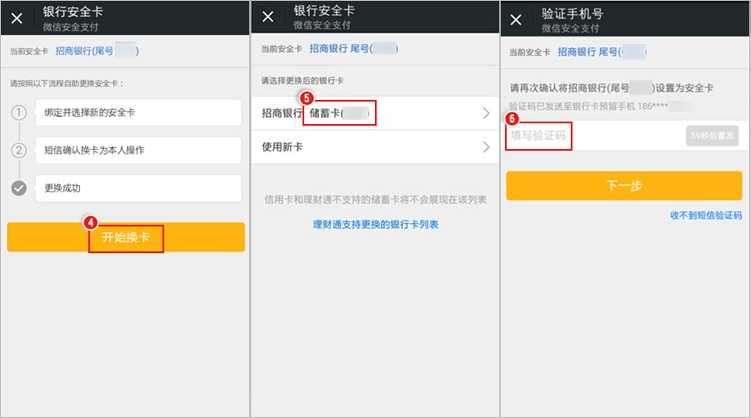 银行安全卡
微信安全支付
当前安全卡 招商银行(尾号
请按照以下流程自助更换安全卡：
1 绑定并选择新的安全卡
2 短信确认换卡为本人操作
更换成功
4
开始换卡
银行安全卡
微信安全支付
当前安全卡 招商银行 尾号(
请选择更换后的银行卡
5
招商银行 储蓄卡( )
使用新卡
信用卡和理财通不支持的储蓄卡将不会展现在该列表
理财通支持更换的银行卡列表
验证手机号
微信安全支付
当前安全卡 招商银行 尾号( )
请再次确认将招商银行(尾号 )设置为安全卡
验证码已发送至银行卡预留手机 186****
6
填写验证码
59秒后重发
下一步
收不到短信验证码